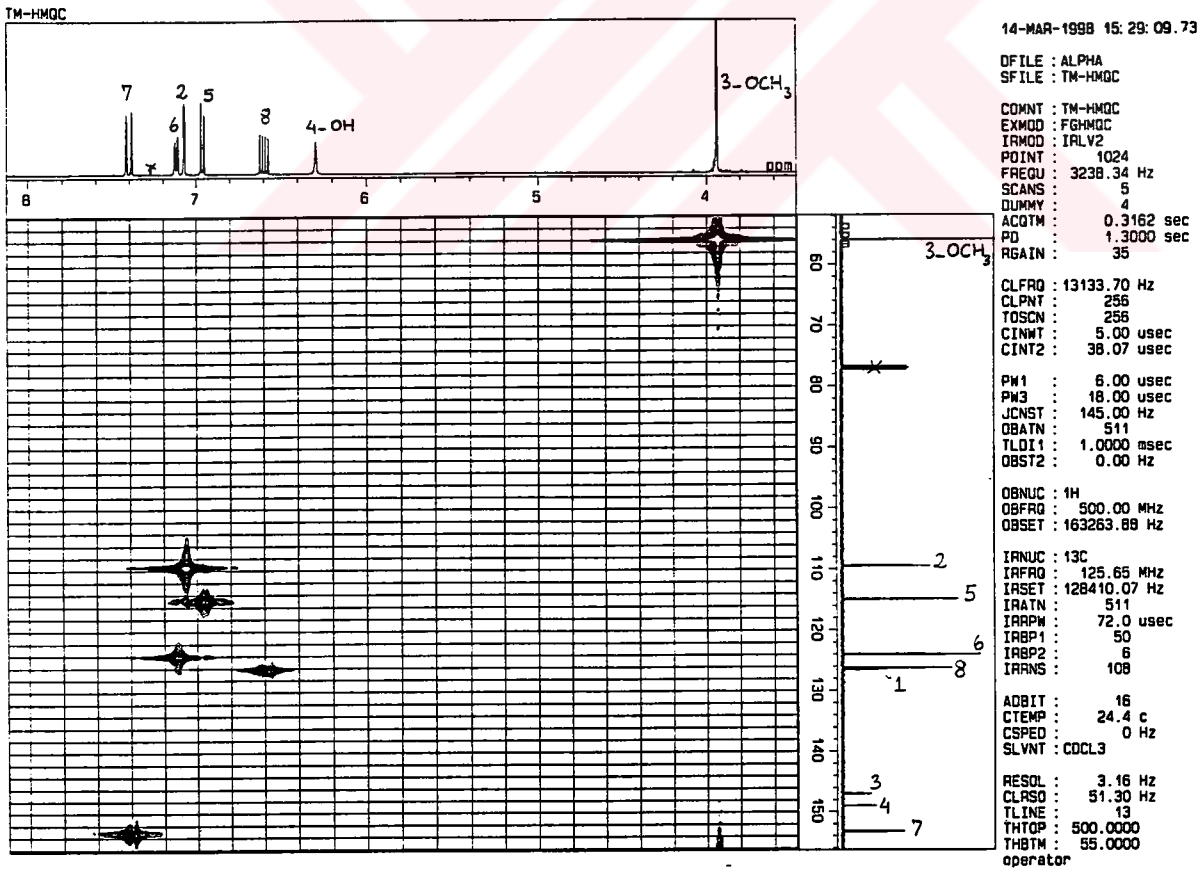 TM-HMQC
7
6
2
5
8
4-OH
3-OCH3
ppm
8 7 6 5 4
3-OCH3
60
70
80
90
100
110
120
130
140
150
2
5
6
8
1
3
4
7
14-MAR-1998 15:29:09.73
DFILE : ALPHA
SFILE : TM-HMQC
COMNT : TM-HMQC
EXMOD : FGHMQC
IRMOD : IRLV2
POINT : 1024
FREQU : 3238.34 Hz
SCANS : 5
DUMMY : 4
ACQTM : 0.3162 sec
PD : 1.3000 sec
RGAIN : 35
CLFRQ : 13133.70 Hz
CLPNT : 256
TOSCN : 256
CINWT : 5.00 usec
CINT2 : 38.07 usec
PW1 : 6.00 usec
PW3 : 18.00 usec
JCNST : 145.00 Hz
OBATN : 511
TLDI1 : 1.0000 msec
OBST2 : 0.00 Hz
OBNUC : 1H
OBFRQ : 500.00 MHz
OBSET : 163263.88 Hz
IRNUC : 13C
IRFRQ : 125.65 MHz
IRSET : 128410.07 Hz
IRATN : 511
IRRPW : 72.0 usec
IRBP1 : 50
IRBP2 : 6
IRRNS : 108
ADBIT : 16
CTEMP : 24.4 c
CSPED : 0 Hz
SLVNT : CDCL3
RESOL : 3.16 Hz
CLRSO : 51.30 Hz
TLINE : 13
THTOP : 500.0000
THBTM : 55.0000
operator